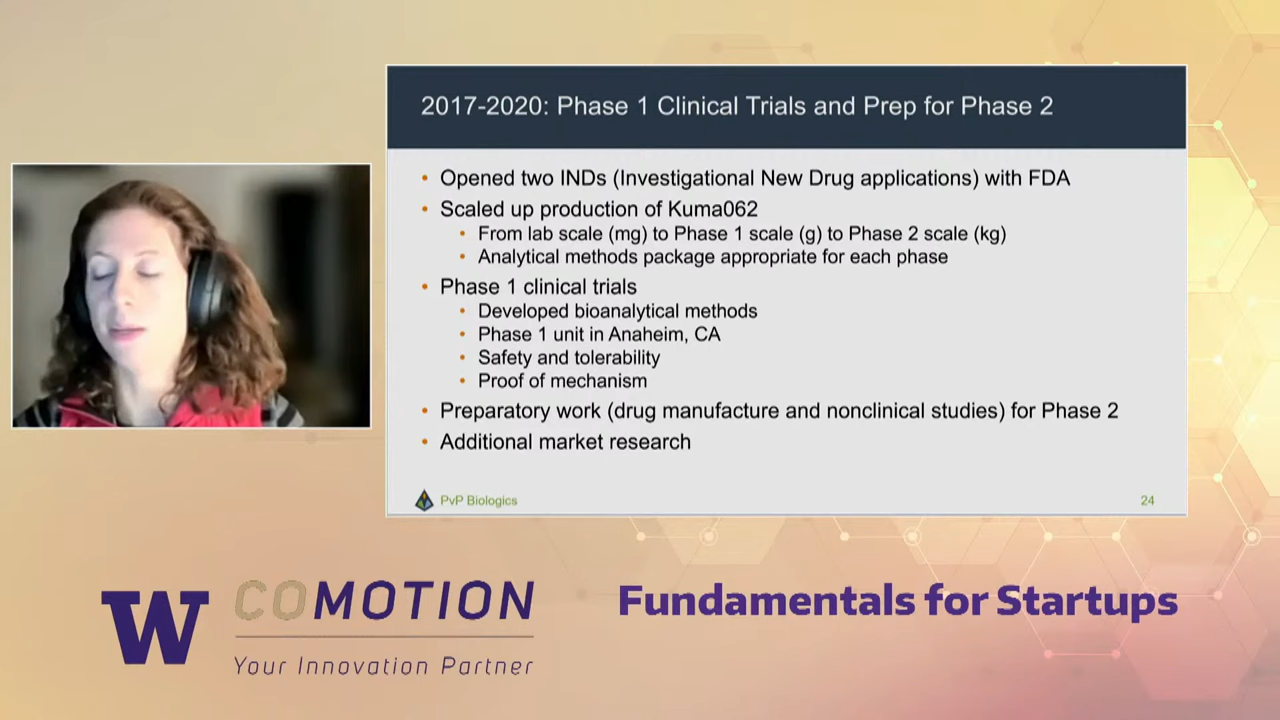 2017-2020: Phase 1 Clinical Trials and Prep for Phase 2
• Opened two INDs (Investigational New Drug applications) with FDA
• Scaled up production of Kuma062
• From lab scale (mg) to Phase 1 scale (g) to Phase 2 scale (kg)
• Analytical methods package appropriate for each phase
• Phase 1 clinical trials
• Developed bioanalytical methods
• Phase 1 unit in Anaheim, CA
• Safety and tolerability
• Proof of mechanism
• Preparatory work (drug manufacture and nonclinical studies) for Phase 2
• Additional market research
PvP Biologics
24
W
COMOTION
Your Innovation Partner
Fundamentals for Startups